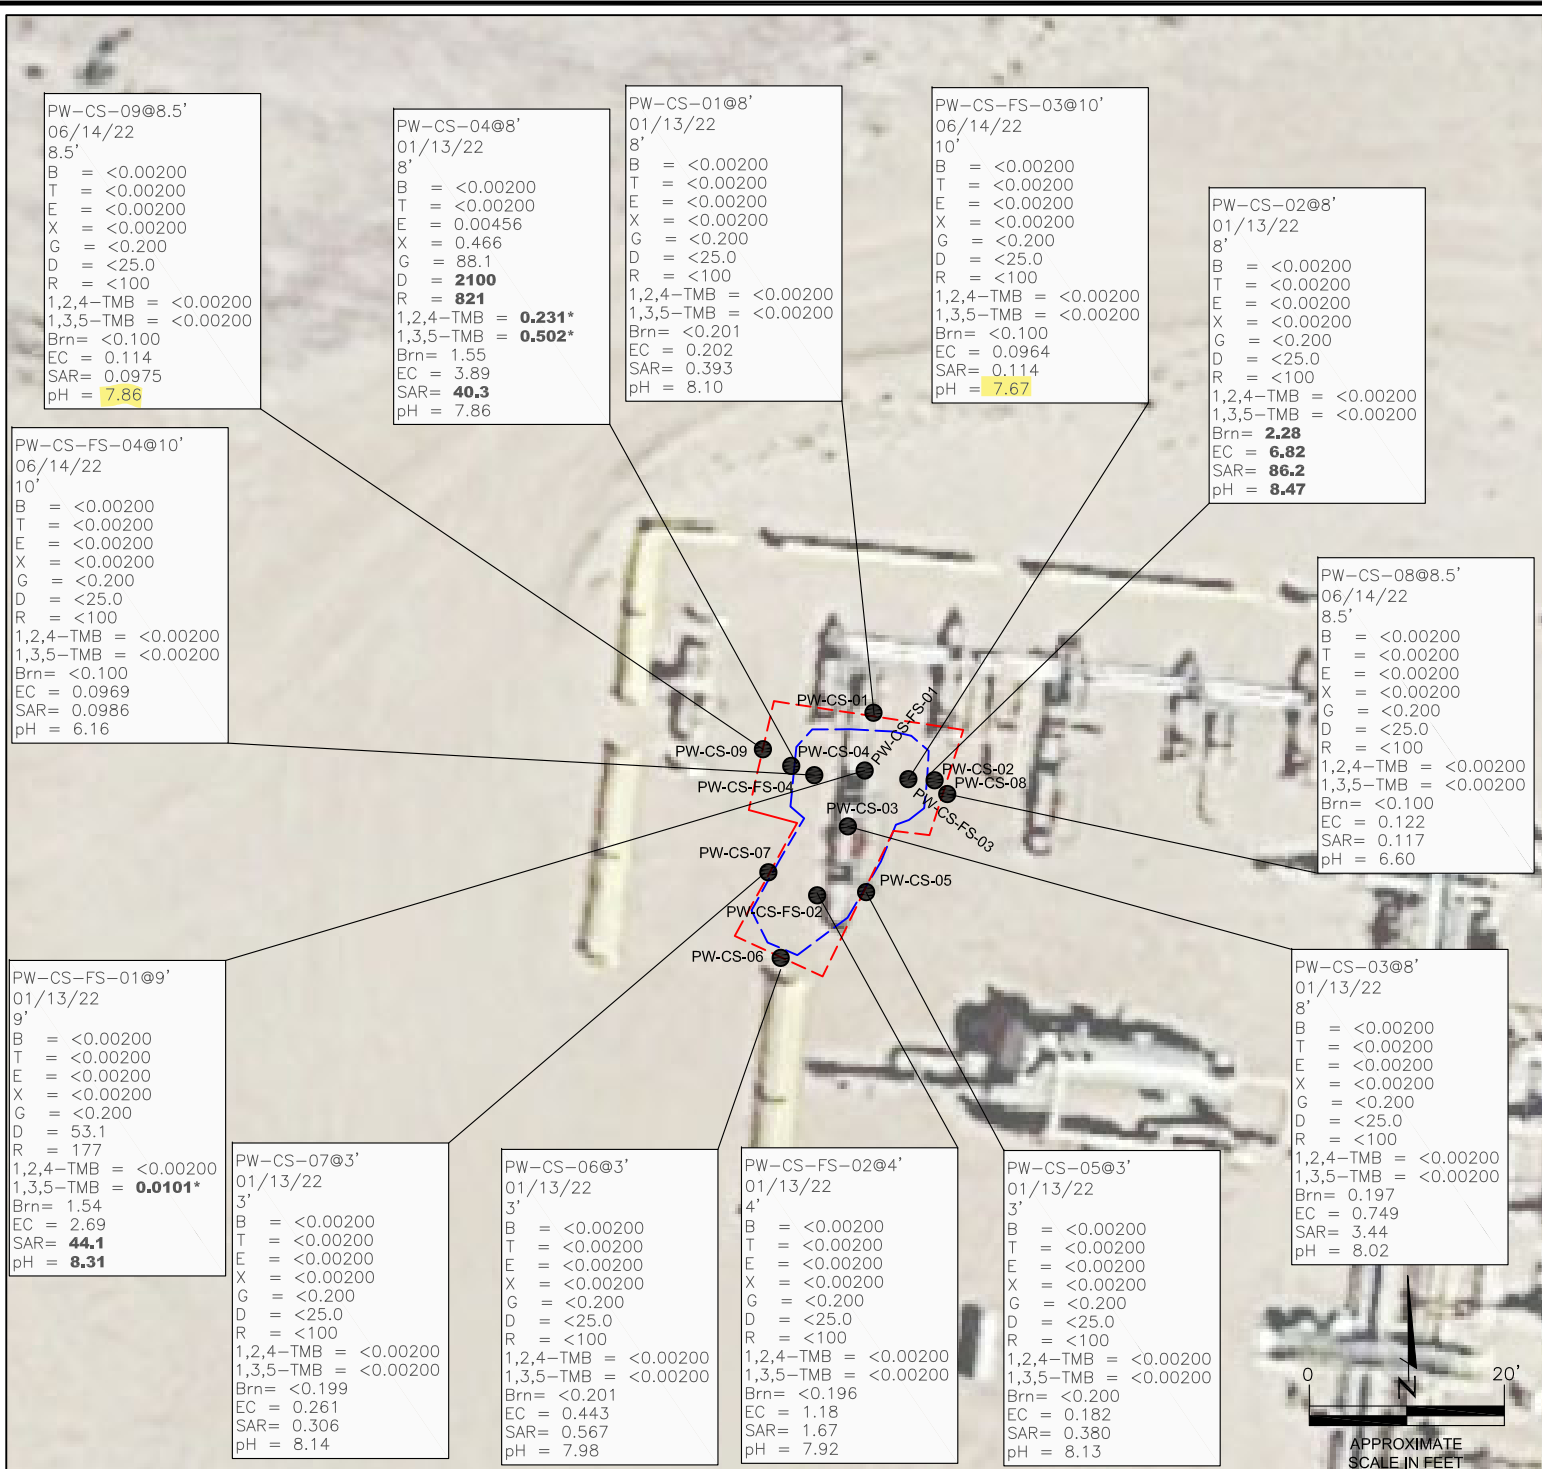 PW-CS-09@8.5'
06/14/22
8.5'
B = <0.00200
T = <0.00200
E = <0.00200
X = <0.00200
G = <0.200
D = <25.0
R = <100
1,2,4-TMB = <0.00200
1,3,5-TMB = <0.00200
Brn= <0.100
EC = 0.114
SAR= 0.0975
pH = 7.86
PW-CS-04@8'
01/13/22
8'
B = <0.00200
T = <0.00200
E = 0.00456
X = 0.466
G = 88.1
D = 2100
R = 821
1,2,4-TMB = 0.231*
1,3,5-TMB = 0.502*
Brn= 1.55
EC = 3.89
SAR= 40.3
pH = 7.86
PW-CS-01@8'
01/13/22
8'
B = <0.00200
T = <0.00200
E = <0.00200
X = <0.00200
G = <0.200
D = <25.0
R = <100
1,2,4-TMB = <0.00200
1,3,5-TMB = <0.00200
Brn= <0.201
EC = 0.202
SAR= 0.393
pH = 8.10
PW-CS-FS-03@10'
06/14/22
10'
B = <0.00200
T = <0.00200
E = <0.00200
X = <0.00200
G = <0.200
D = <25.0
R = <100
1,2,4-TMB = <0.00200
1,3,5-TMB = <0.00200
Brn= <0.100
EC = 0.0964
SAR= 0.114
pH = 7.67
PW-CS-02@8'
01/13/22
8'
B = <0.00200
T = <0.00200
E = <0.00200
X = <0.00200
G = <0.200
D = <25.0
R = <100
1,2,4-TMB = <0.00200
1,3,5-TMB = <0.00200
Brn= 2.28
EC = 6.82
SAR= 86.2
pH = 8.47
PW-CS-FS-04@10'
06/14/22
10'
B = <0.00200
T = <0.00200
E = <0.00200
X = <0.00200
G = <0.200
D = <25.0
R = <100
1,2,4-TMB = <0.00200
1,3,5-TMB = <0.00200
Brn= <0.100
EC = 0.0969
SAR= 0.0986
pH = 6.16
PW-CS-08@8.5'
06/14/22
8.5'
B = <0.00200
T = <0.00200
E = <0.00200
X = <0.00200
G = <0.200
D = <25.0
R = <100
1,2,4-TMB = <0.00200
1,3,5-TMB = <0.00200
Brn= <0.100
EC = 0.122
SAR= 0.117
pH = 6.60
PW-CS-01
PW-CS-FS-01
PW-CS-09
PW-CS-04
PW-CS-FS-04
PW-CS-02
PW-CS-08
PW-CS-03
PW-CS-FS-03
PW-CS-07
PW-CS-05
PW-CS-FS-02
PW-CS-06
PW-CS-FS-01@9'
01/13/22
9'
B = <0.00200
T = <0.00200
E = <0.00200
X = <0.00200
G = <0.200
D = 53.1
R = 177
1,2,4-TMB = <0.00200
1,3,5-TMB = 0.0101*
Brn= 1.54
EC = 2.69
SAR= 44.1
pH = 8.31
PW-CS-07@3'
01/13/22
3'
B = <0.00200
T = <0.00200
E = <0.00200
X = <0.00200
G = <0.200
D = <25.0
R = <100
1,2,4-TMB = <0.00200
1,3,5-TMB = <0.00200
Brn= <0.199
EC = 0.261
SAR= 0.306
pH = 8.14
PW-CS-06@3'
01/13/22
3'
B = <0.00200
T = <0.00200
E = <0.00200
X = <0.00200
G = <0.200
D = <25.0
R = <100
1,2,4-TMB = <0.00200
1,3,5-TMB = <0.00200
Brn= <0.201
EC = 0.443
SAR= 0.567
pH = 7.98
PW-CS-FS-02@4'
01/13/22
4'
B = <0.00200
T = <0.00200
E = <0.00200
X = <0.00200
G = <0.200
D = <25.0
R = <100
1,2,4-TMB = <0.00200
1,3,5-TMB = <0.00200
Brn= <0.196
EC = 1.18
SAR= 1.67
pH = 7.92
PW-CS-05@3'
01/13/22
3'
B = <0.00200
T = <0.00200
E = <0.00200
X = <0.00200
G = <0.200
D = <25.0
R = <100
1,2,4-TMB = <0.00200
1,3,5-TMB = <0.00200
Brn= <0.200
EC = 0.182
SAR= 0.380
pH = 8.13
PW-CS-03@8'
01/13/22
8'
B = <0.00200
T = <0.00200
E = <0.00200
X = <0.00200
G = <0.200
D = <25.0
R = <100
1,2,4-TMB = <0.00200
1,3,5-TMB = <0.00200
Brn= 0.197
EC = 0.749
SAR= 3.44
pH = 8.02
N
0 20'
APPROXIMATE
SCALE IN FEET